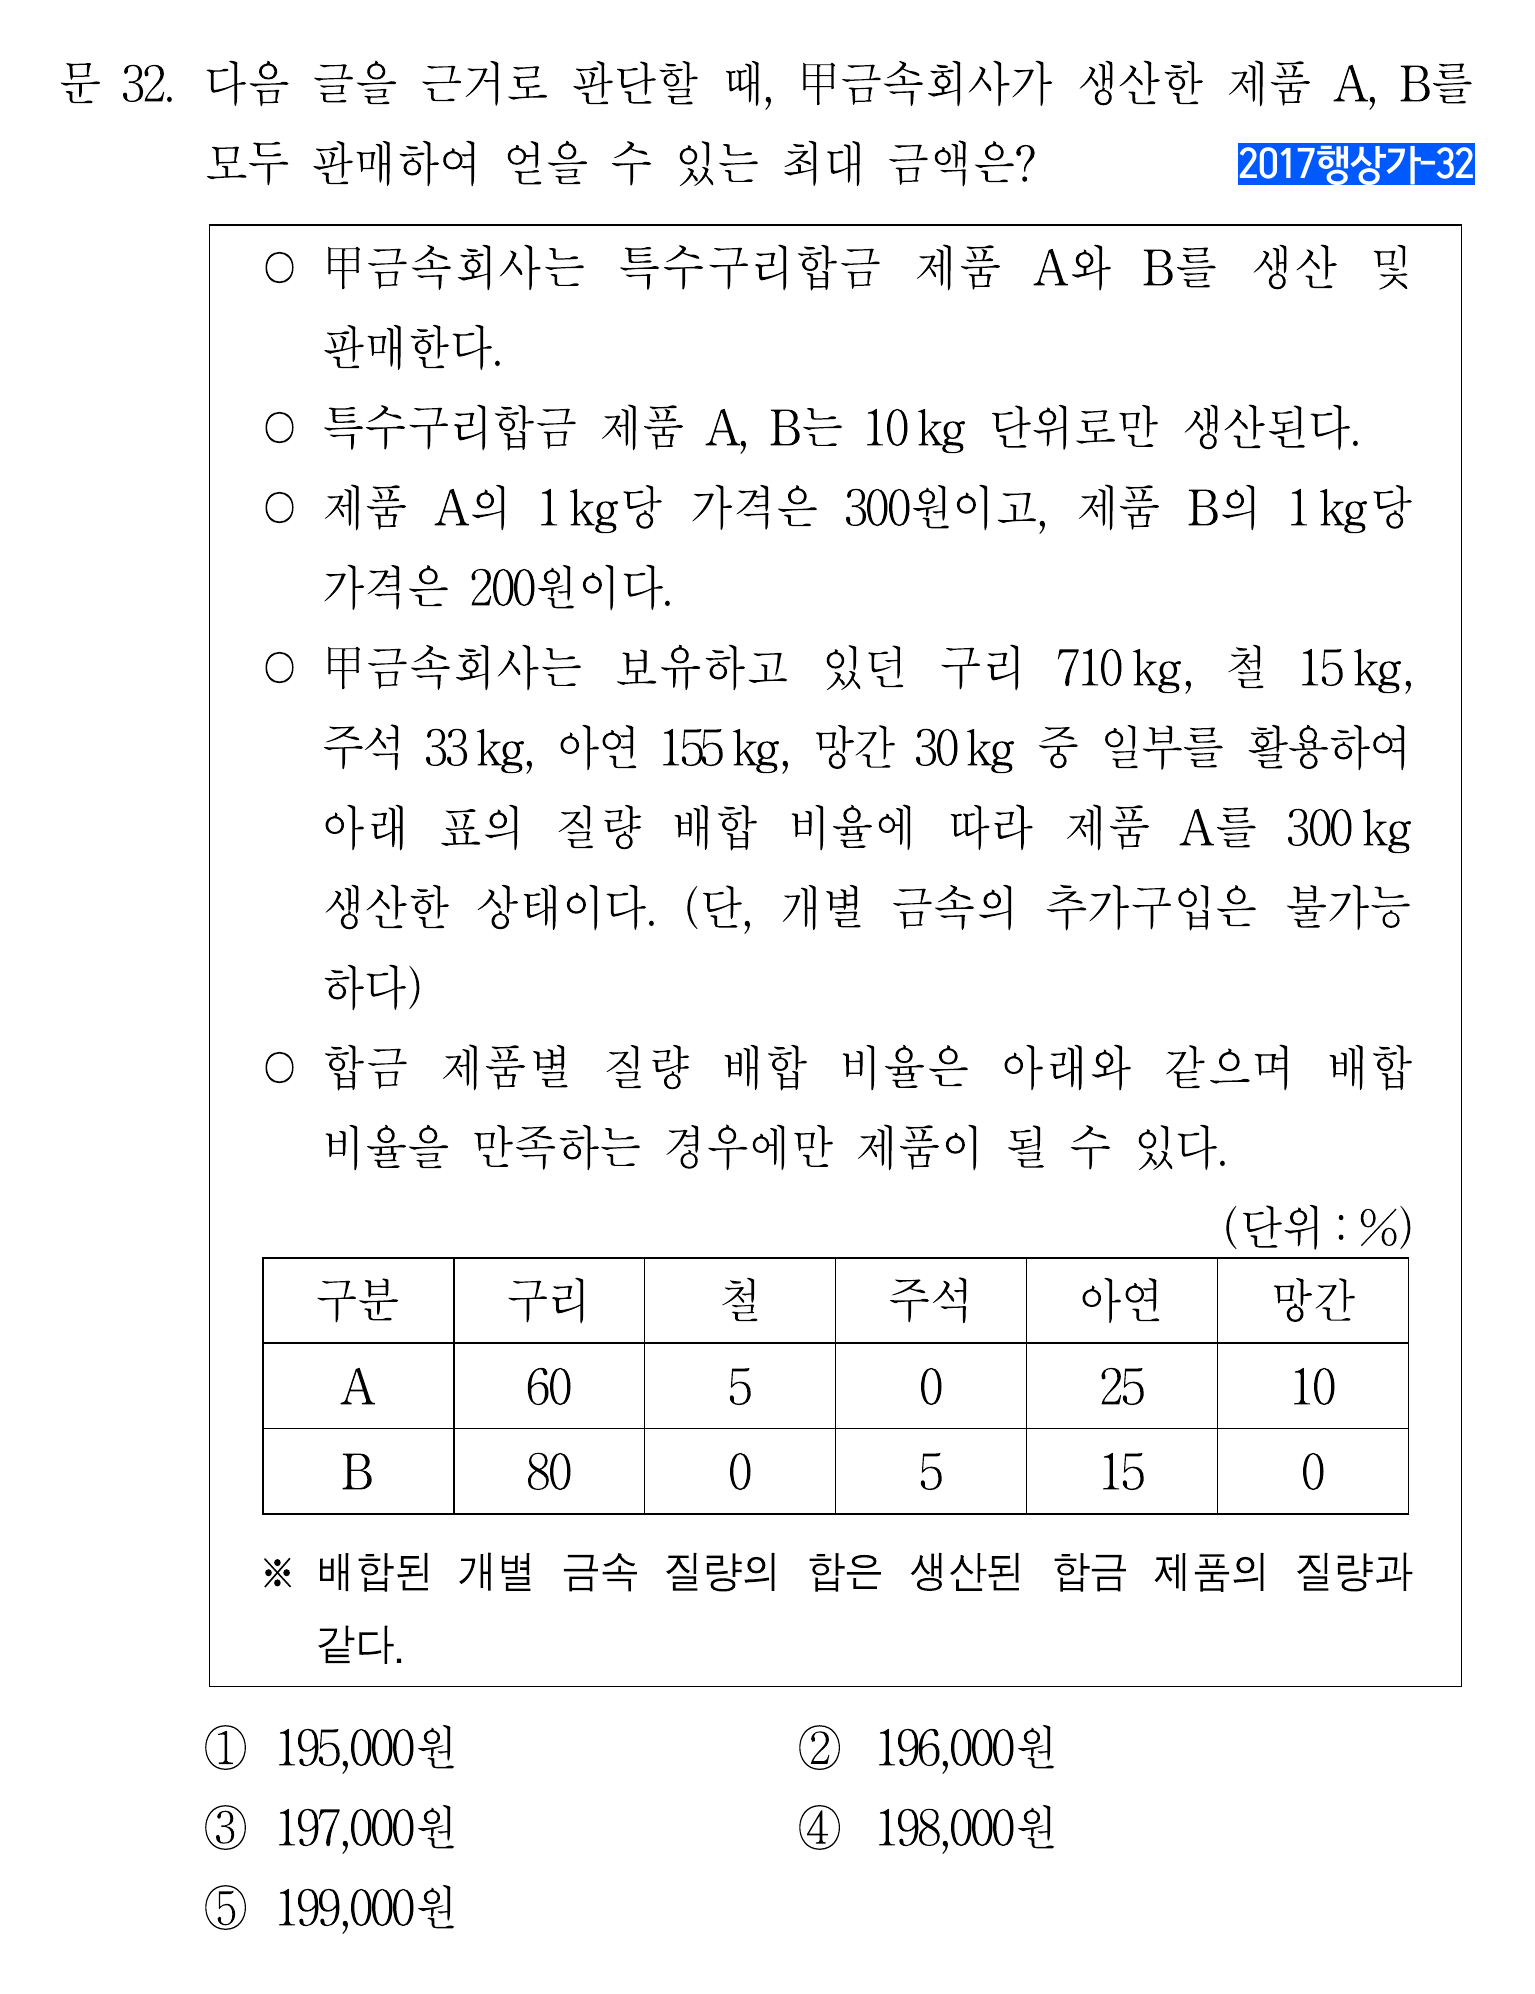 문 32. 다음 글을 근거로 판단할 때, 甲금속회사가 생산한 제품 A, B를
모두 판매하여 얻을 수 있는 최대 금액은?
2017행상가-32
○ 甲금속회사는 특수구리합금 제품 A와 B를 생산 및
판매한다.
○ 특수구리합금 제품 A, B는 10 kg 단위로만 생산된다.
○ 제품 A의 1 kg당 가격은 300원이고, 제품 B의 1 kg당
가격은 200원이다.
○ 甲금속회사는 보유하고 있던 구리 710 kg, 철 15 kg,
주석 33 kg, 아연 155 kg, 망간 30 kg 중 일부를 활용하여
아래 표의 질량 배합 비율에 따라 제품 A를 300 kg
생산한 상태이다. (단, 개별 금속의 추가구입은 불가능
하다)
○ 합금 제품별 질량 배합 비율은 아래와 같으며 배합
비율을 만족하는 경우에만 제품이 될 수 있다.
(단위 : %)
구분 구리 철 주석 아연 망간
A 60 5 0 25 10
B 80 0 5 15 0
※ 배합된 개별 금속 질량의 합은 생산된 합금 제품의 질량과
같다.
① 195,000원 ② 196,000원
③ 197,000원 ④ 198,000원
⑤ 199,000원